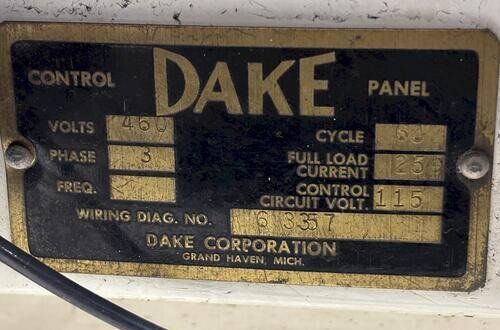 CONTROL DAKE PANEL
VOLTS 460
CYCLE 60
PHASE 3
FULL LOAD CURRENT 25
FREQ.
CONTROL CIRCUIT VOLT. 115
WIRING DIAG. NO. 63357
DAKE CORPORATION
GRAND HAVEN, MICH.